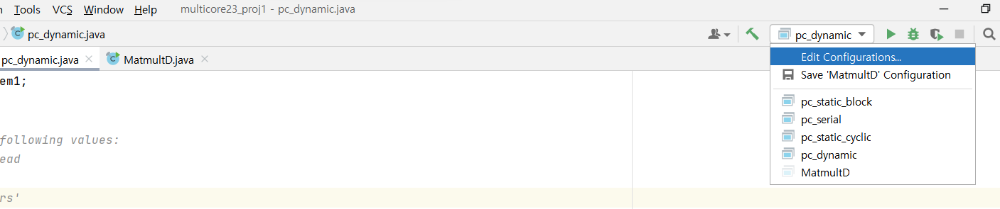 Tools VCS Window Help multicore23_proj1 - pc_dynamic.java
pc_dynamic.java pc_dynamic
pc_dynamic.java MatmultD.java
Edit Configurations...
em1; Save 'MatmultD' Configuration
pc_static_block
pc_serial
following values: pc_static_cyclic
ead pc_dynamic
MatmultD
rs'